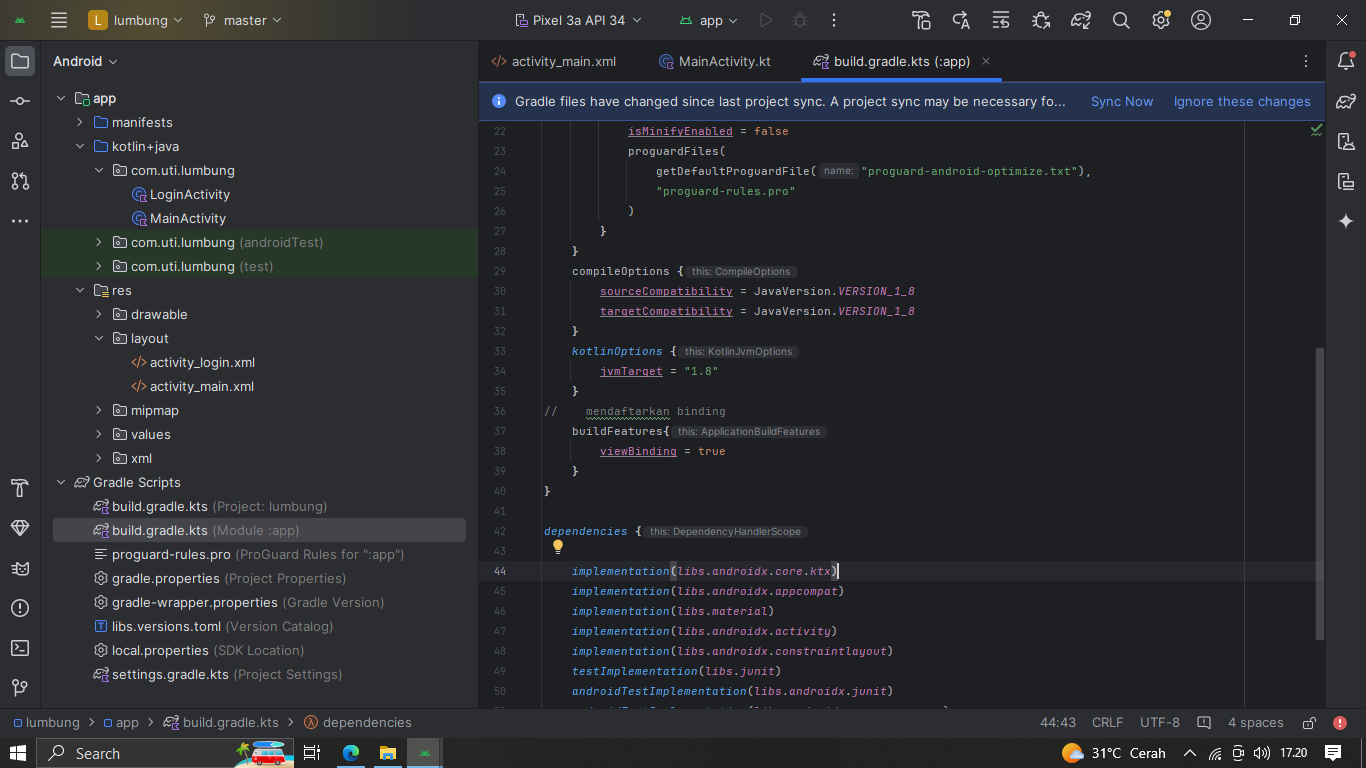 L lumbung master Pixel 3a API 34 app
Android
activity_main.xml MainActivity.kt build.gradle.kts (:app)
Gradle files have changed since last project sync. A project sync may be necessary fo... Sync Now Ignore these changes
app
manifests
kotlin+java
com.uti.lumbung
LoginActivity
MainActivity
com.uti.lumbung (androidTest)
com.uti.lumbung (test)
res
drawable
layout
activity_login.xml
activity_main.xml
mipmap
values
xml
Gradle Scripts
build.gradle.kts (Project: lumbung)
build.gradle.kts (Module :app)
proguard-rules.pro (ProGuard Rules for ":app")
gradle.properties (Project Properties)
gradle-wrapper.properties (Gradle Version)
libs.versions.toml (Version Catalog)
local.properties (SDK Location)
settings.gradle.kts (Project Settings)
22 isMinifyEnabled = false
23 proguardFiles(
24 getDefaultProguardFile( name: "proguard-android-optimize.txt"),
25 "proguard-rules.pro"
26 )
27 }
28 }
29 compileOptions { this: CompileOptions
30 sourceCompatibility = JavaVersion.VERSION_1_8
31 targetCompatibility = JavaVersion.VERSION_1_8
32 }
33 kotlinOptions { this: KotlinJvmOptions
34 jvmTarget = "1.8"
35 }
36 // mendaftarkan binding
37 buildFeatures{ this: ApplicationBuildFeatures
38 viewBinding = true
39 }
40 }
41
42 dependencies { this: DependencyHandlerScope
43
44 implementation(libs.androidx.core.ktx)
45 implementation(libs.androidx.appcompat)
46 implementation(libs.material)
47 implementation(libs.androidx.activity)
48 implementation(libs.androidx.constraintlayout)
49 testImplementation(libs.junit)
50 androidTestImplementation(libs.androidx.junit)
lumbung app build.gradle.kts dependencies 44:43 CRLF UTF-8 4 spaces
Search 31°C Cerah 17.20